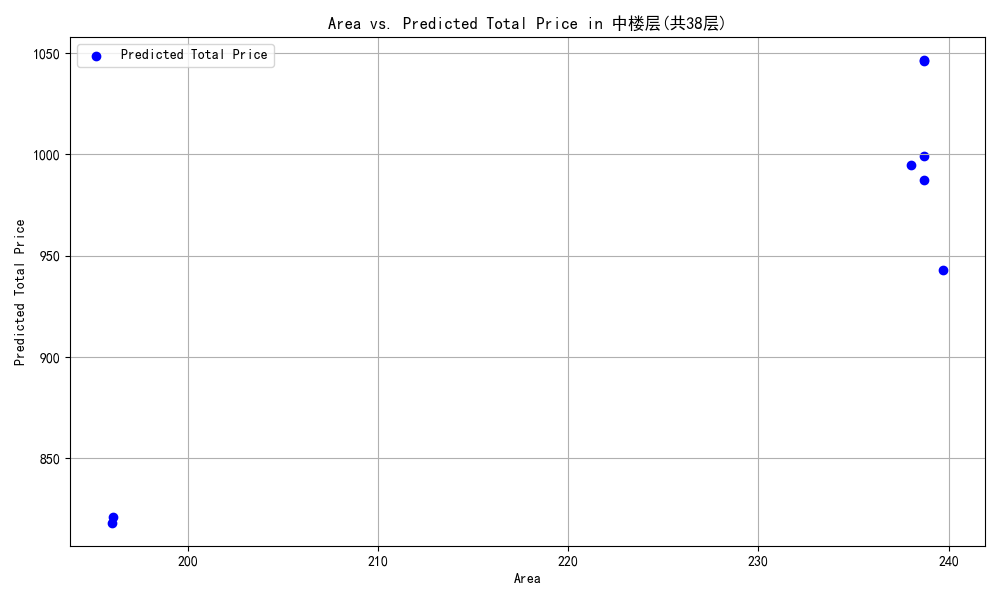 Area vs. Predicted Total Price in 中楼层(共38层)
Predicted Total Price
1050
1000
950
900
850
Predicted Total Price
200 210 220 230 240
Area